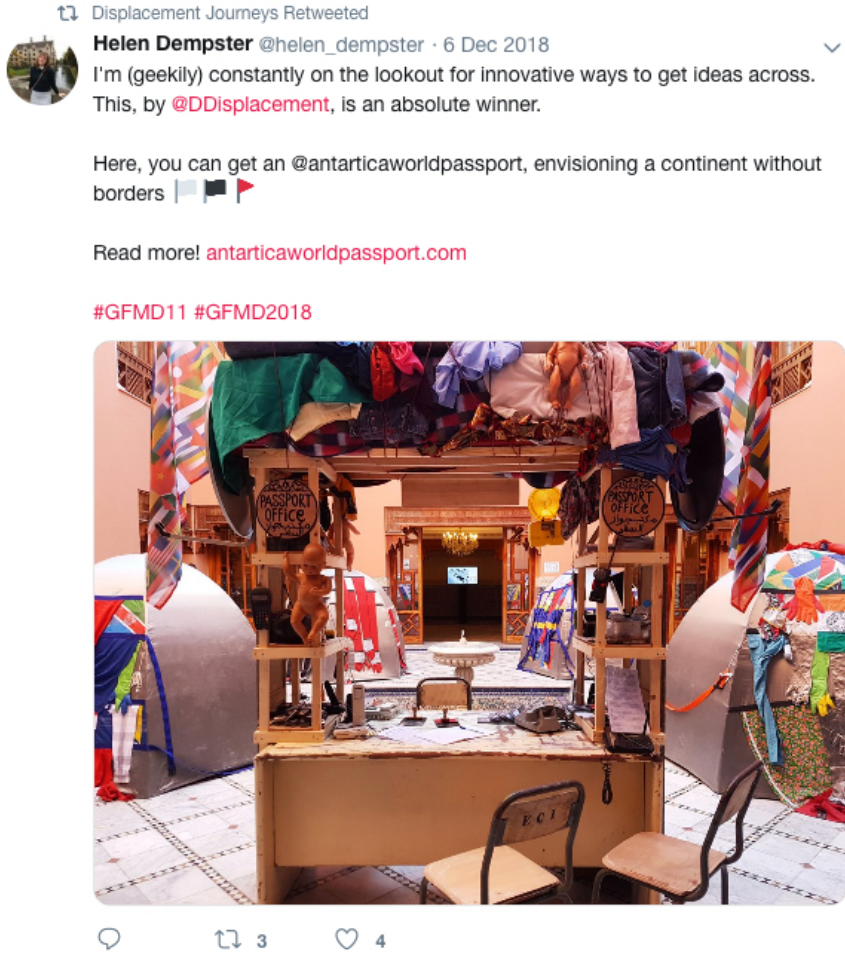 Displacement Journeys Retweeted
Helen Dempster @helen_dempster · 6 Dec 2018
I'm (geekily) constantly on the lookout for innovative ways to get ideas across.
This, by @DDisplacement, is an absolute winner.
Here, you can get an @antarticaworldpassport, envisioning a continent without
borders
Read more! antarticaworldpassport.com
#GFMD11 #GFMD2018
PASSPORT
OFFICE
PASSPORT
OFFICE
ECI
3
4